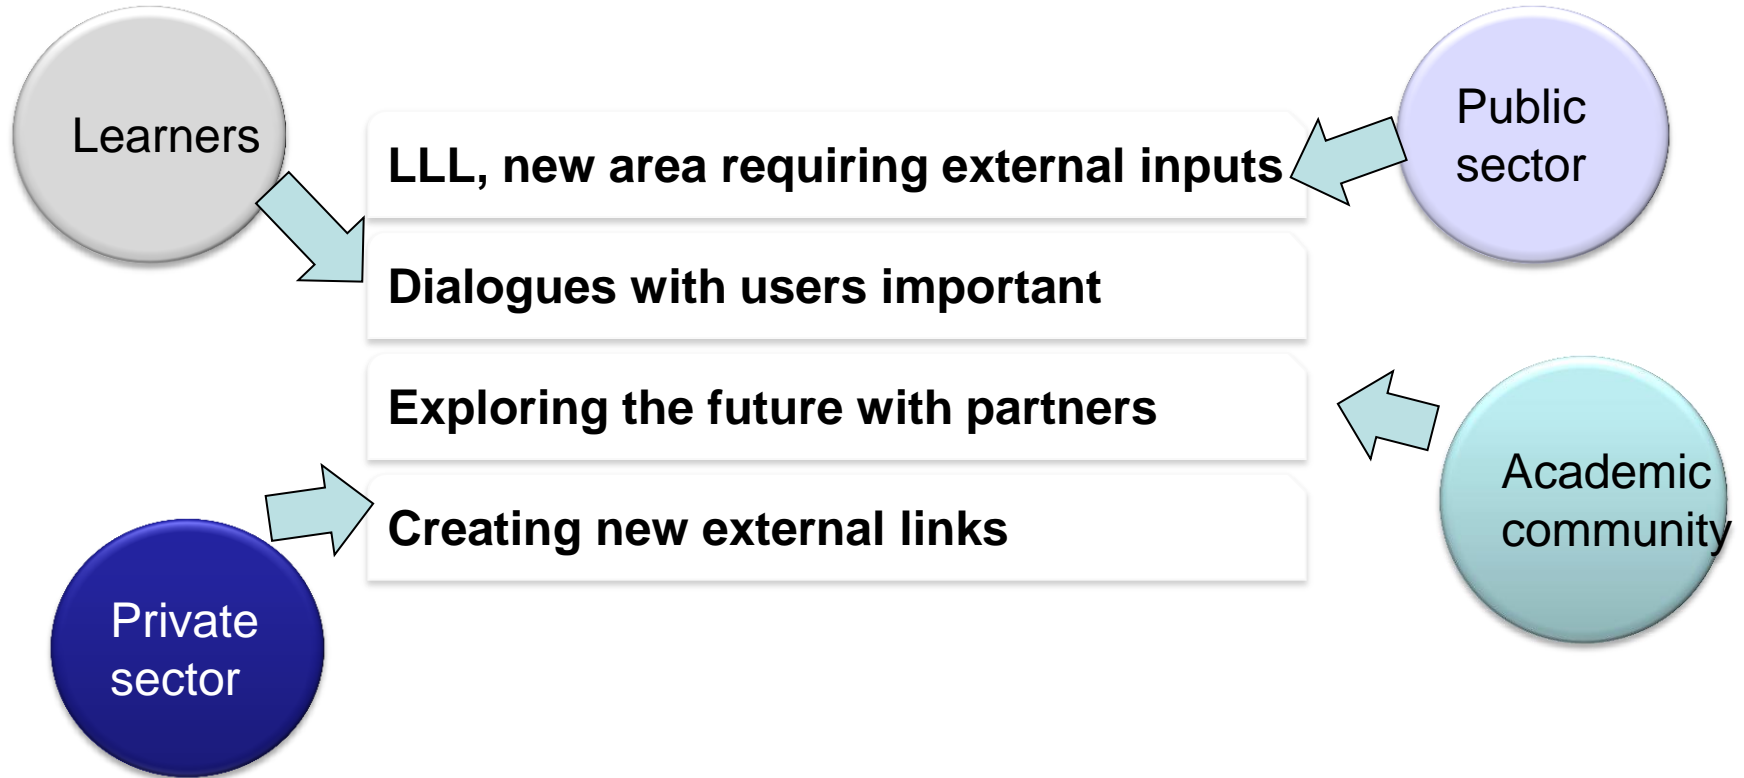 Learners
Public
sector
LLL, new area requiring external inputs
Dialogues with users important
Exploring the future with partners
Creating new external links
Academic
community
Private
sector